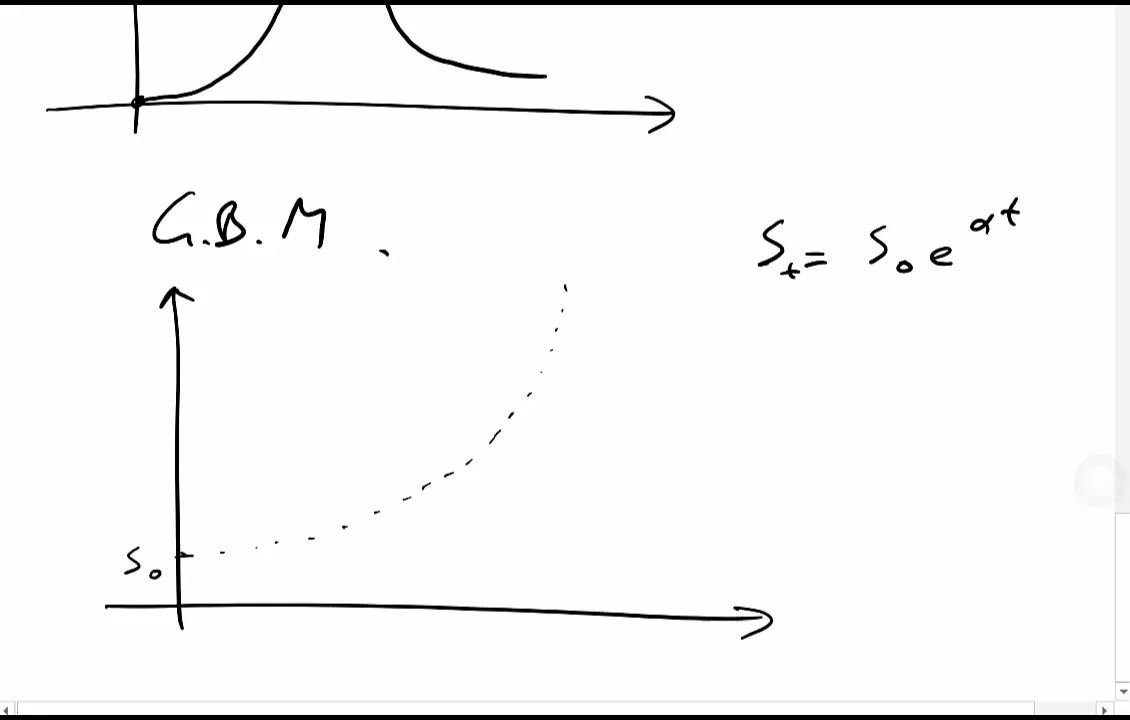 G.B.M.
S_t = S_0 e^{αt}
S_0